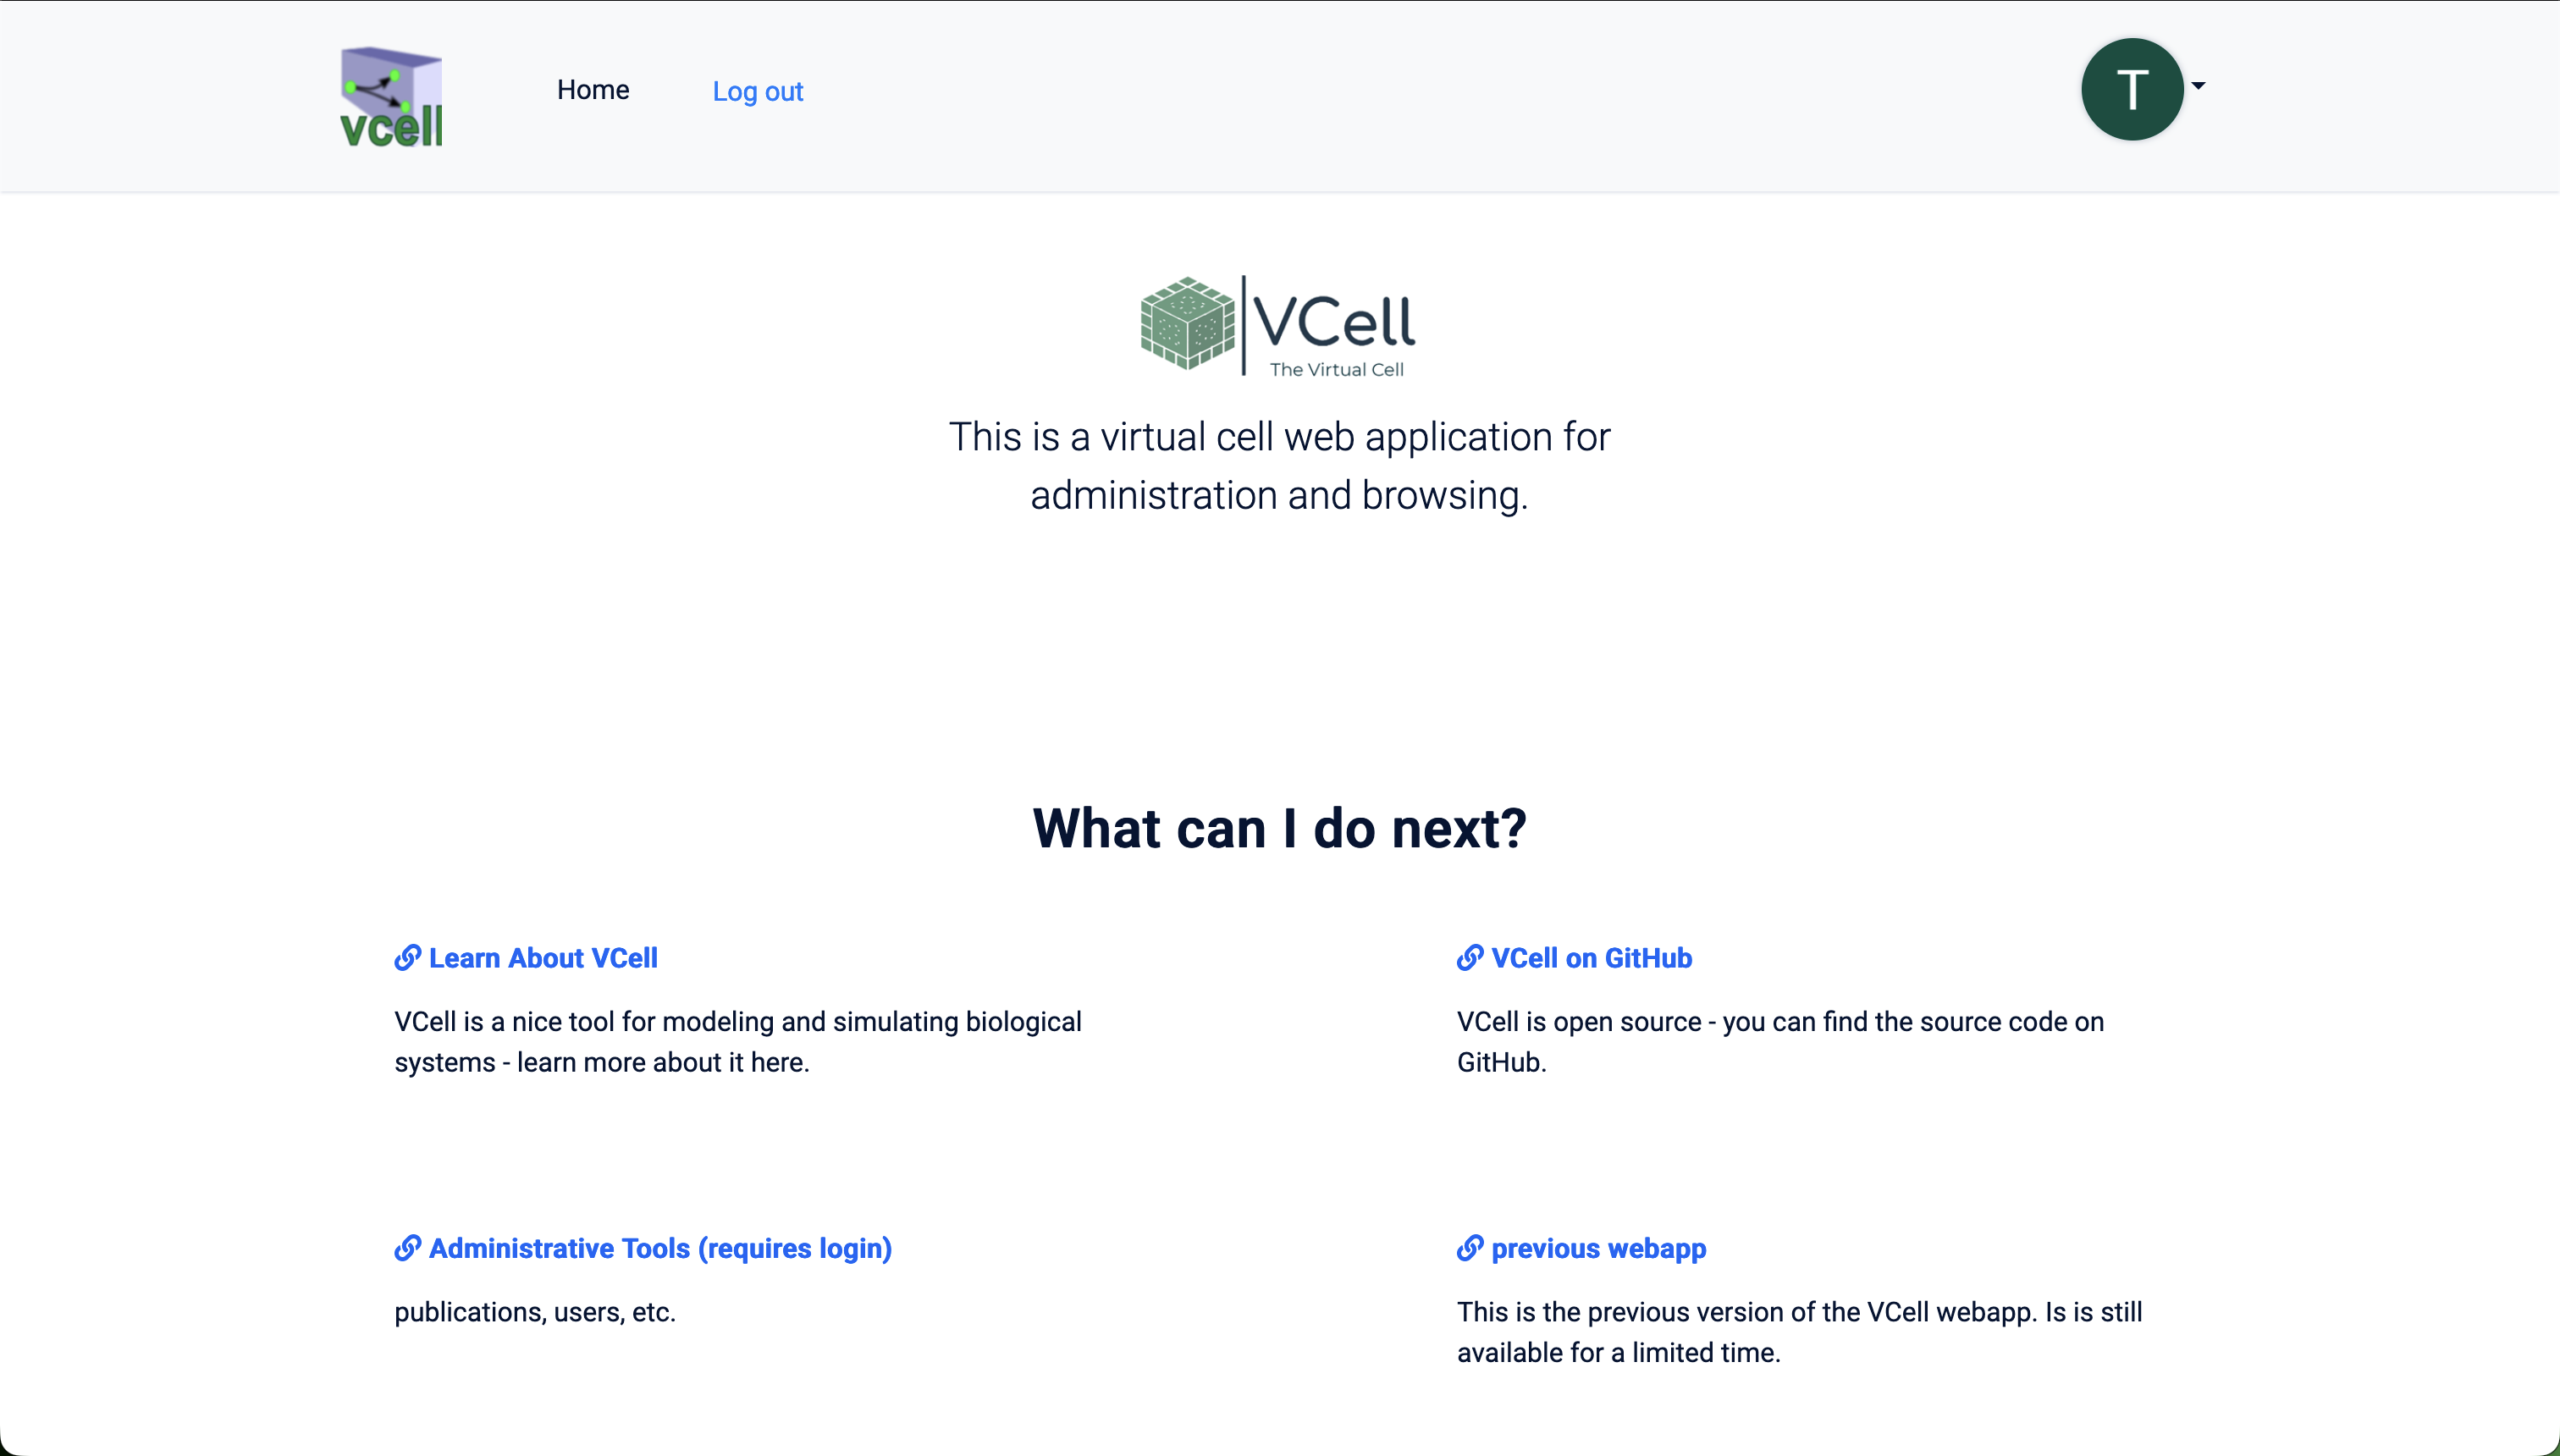 vcell
Home
Log out
T
VCell
The Virtual Cell
This is a virtual cell web application for
administration and browsing.
What can I do next?
Learn About VCell
VCell is a nice tool for modeling and simulating biological
systems - learn more about it here.
VCell on GitHub
VCell is open source - you can find the source code on
GitHub.
Administrative Tools (requires login)
publications, users, etc.
previous webapp
This is the previous version of the VCell webapp. Is is still
available for a limited time.